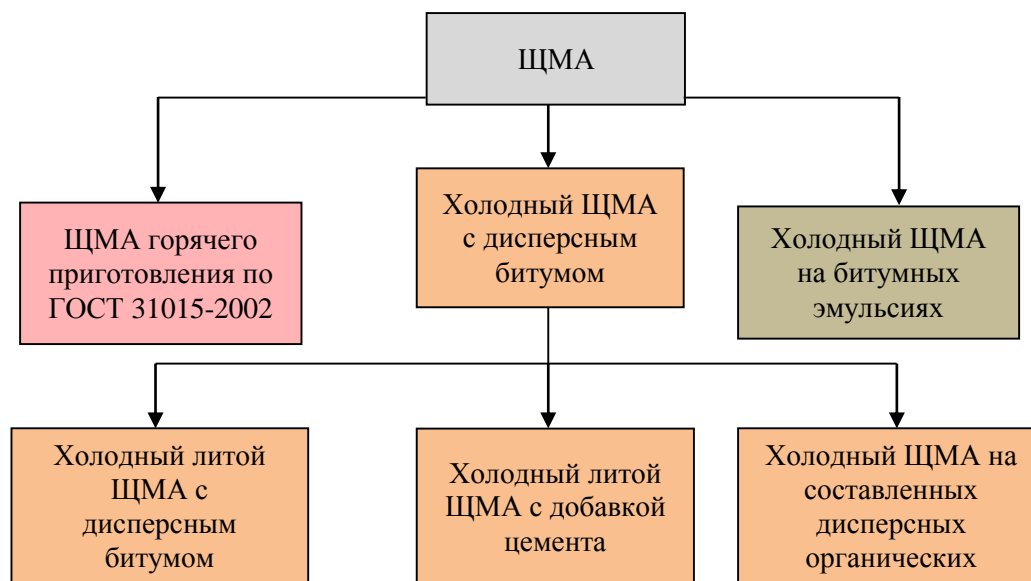 ЩМА
ЩМА горячего
приготовления по
ГОСТ 31015-2002
Холодный ЩМА
с дисперсным
битумом
Холодный ЩМА
на битумных
эмульсиях
Холодный литой
ЩМА с
дисперсным
битумом
Холодный литой
ЩМА с добавкой
цемента
Холодный ЩМА на
составленных
дисперсных
органических